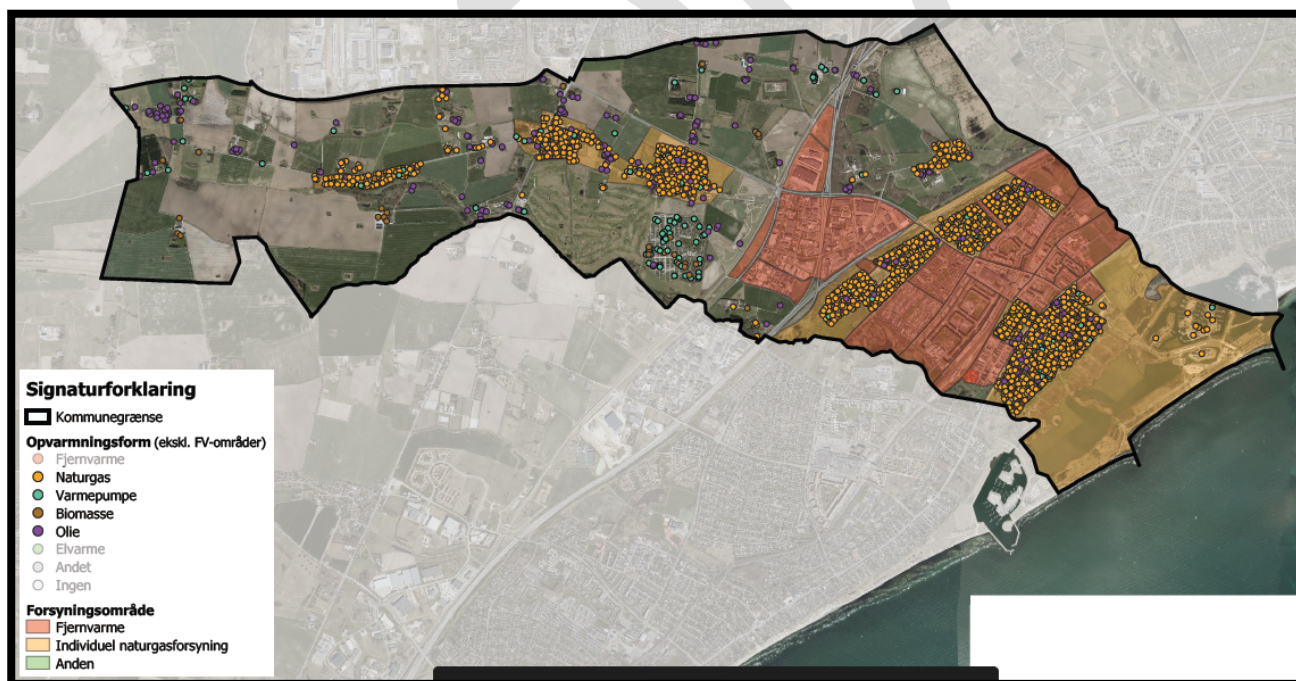 Signaturforklaring
Kommunegrænse
Opvarmningsform (ekskl. FV-områder)
Fjernvarme
Naturgas
Varmepumpe
Biomasse
Olie
Elvarme
Andet
Ingen
Forsyningsområde
Fjernvarme
Individuel naturgasforsyning
Anden